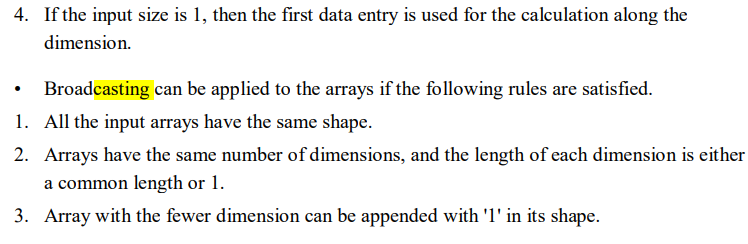 4. If the input size is 1, then the first data entry is used for the calculation along the
dimension.
• Broadcasting can be applied to the arrays if the following rules are satisfied.
1. All the input arrays have the same shape.
2. Arrays have the same number of dimensions, and the length of each dimension is either
a common length or 1.
3. Array with the fewer dimension can be appended with '1' in its shape.